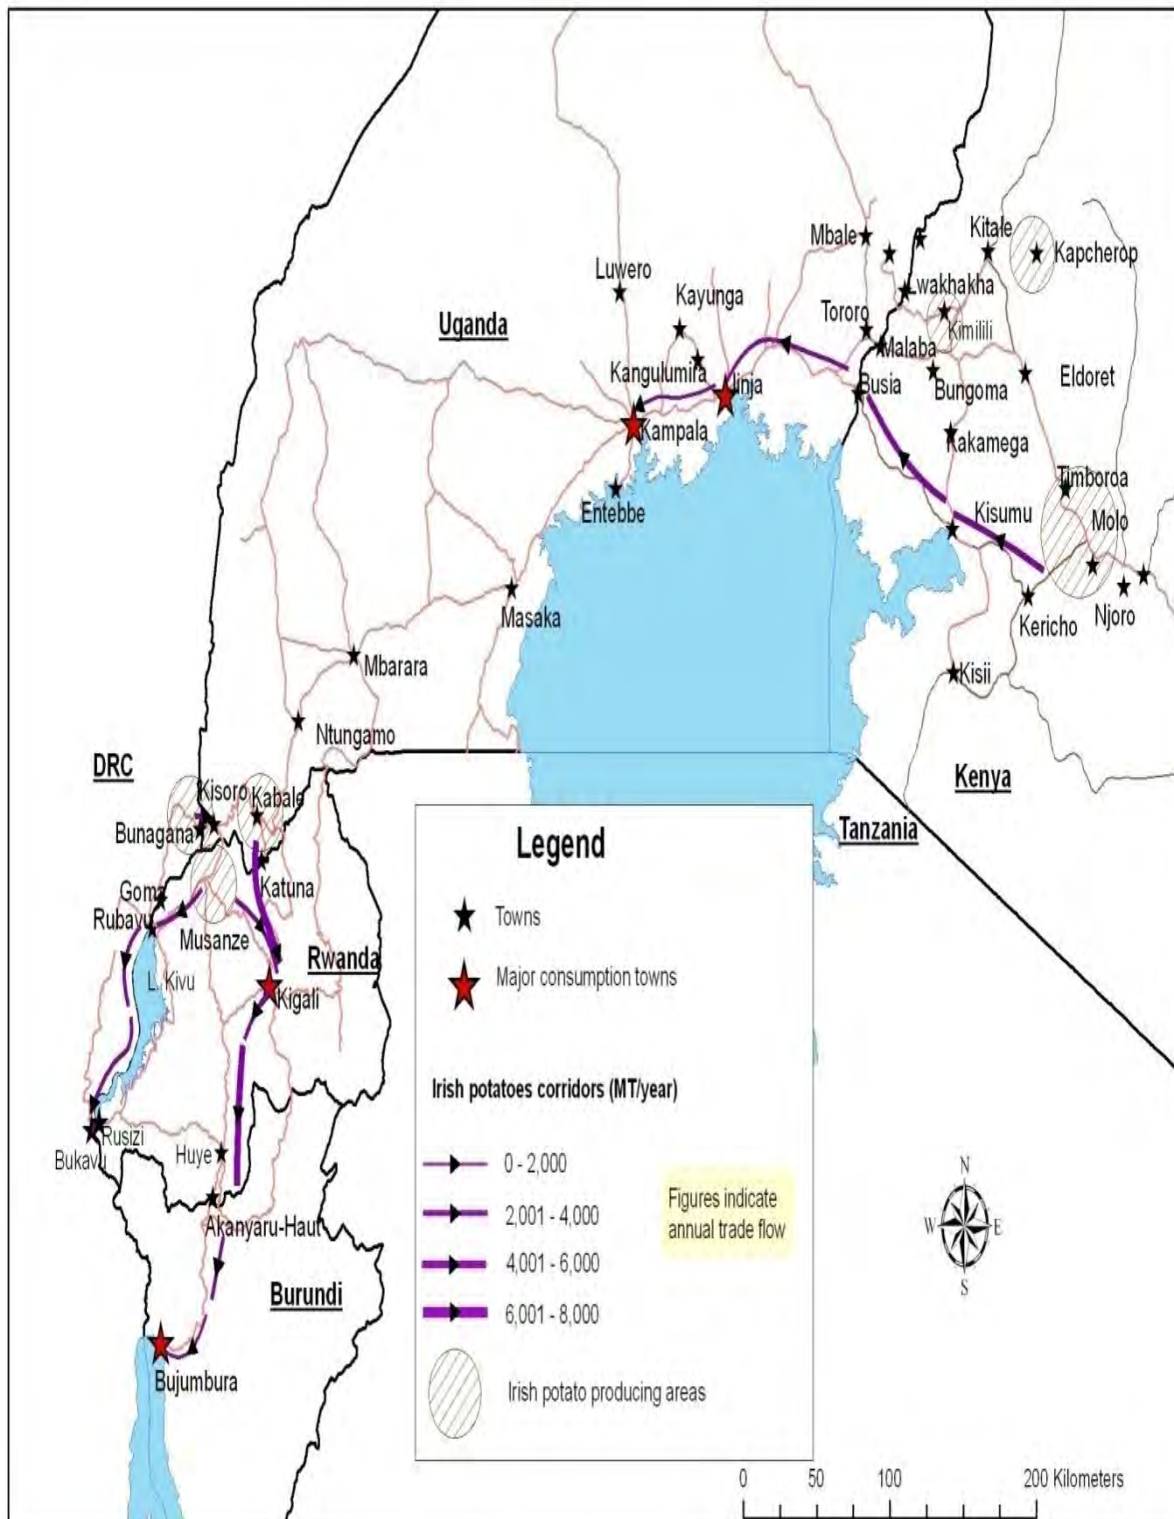 Mbale
Kitale
Kapcherop
Luwero
Kayunga
Lwakhakha
Uganda
Tororo
Kimilili
Malaba
Kangulumira
Jinja
Busia
Bungoma
Eldoret
Kampala
Kakamega
Timboroa
Entebbe
Kisumu
Molo
Masaka
Kericho
Njoro
Mbarara
Kisii
Ntungamo
DRC
Kenya
Kisoro
Kabale
Bunagana
Tanzania
Goma
Katuna
Rubavu
Musanze
Rwanda
L. Kivu
Kigali
Rusizi
Bukavu
Huye
Akanyaru-Haut
Burundi
Bujumbura
Legend
Towns
Major consumption towns
Irish potatoes corridors (MT/year)
0 - 2,000
2,001 - 4,000
4,001 - 6,000
6,001 - 8,000
Figures indicate
annual trade flow
Irish potato producing areas
N
W E
S
0 50 100 200 Kilometers